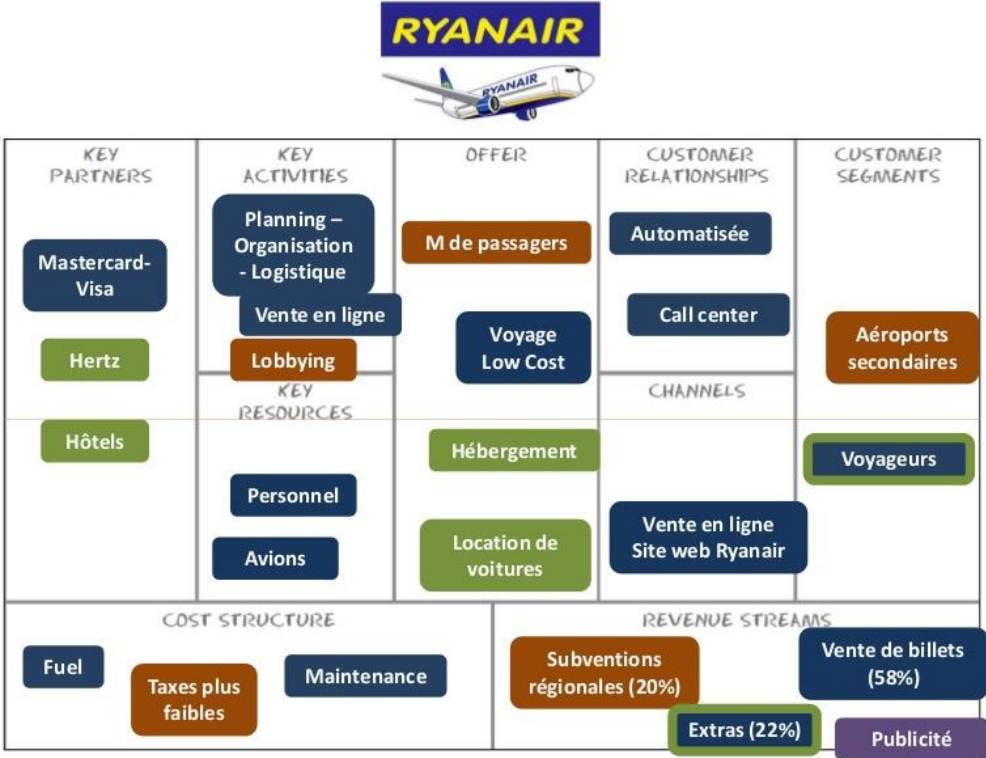 RYANAIR
RYANAIR
KEY
PARTNERS
Mastercard-
Visa
Hertz
Hôtels
KEY
ACTIVITIES
Planning –
Organisation
- Logistique
Vente en ligne
Lobbying
KEY
RESOURCES
Personnel
Avions
OFFER
M de passagers
Voyage
Low Cost
Hébergement
Location de
voitures
CUSTOMER
RELATIONSHIPS
Automatisée
Call center
CHANNELS
Vente en ligne
Site web Ryanair
CUSTOMER
SEGMENTS
Aéroports
secondaires
Voyageurs
COST STRUCTURE
Fuel
Taxes plus
faibles
Maintenance
REVENUE STREAMS
Subventions
régionales (20%)
Vente de billets
(58%)
Extras (22%)
Publicité